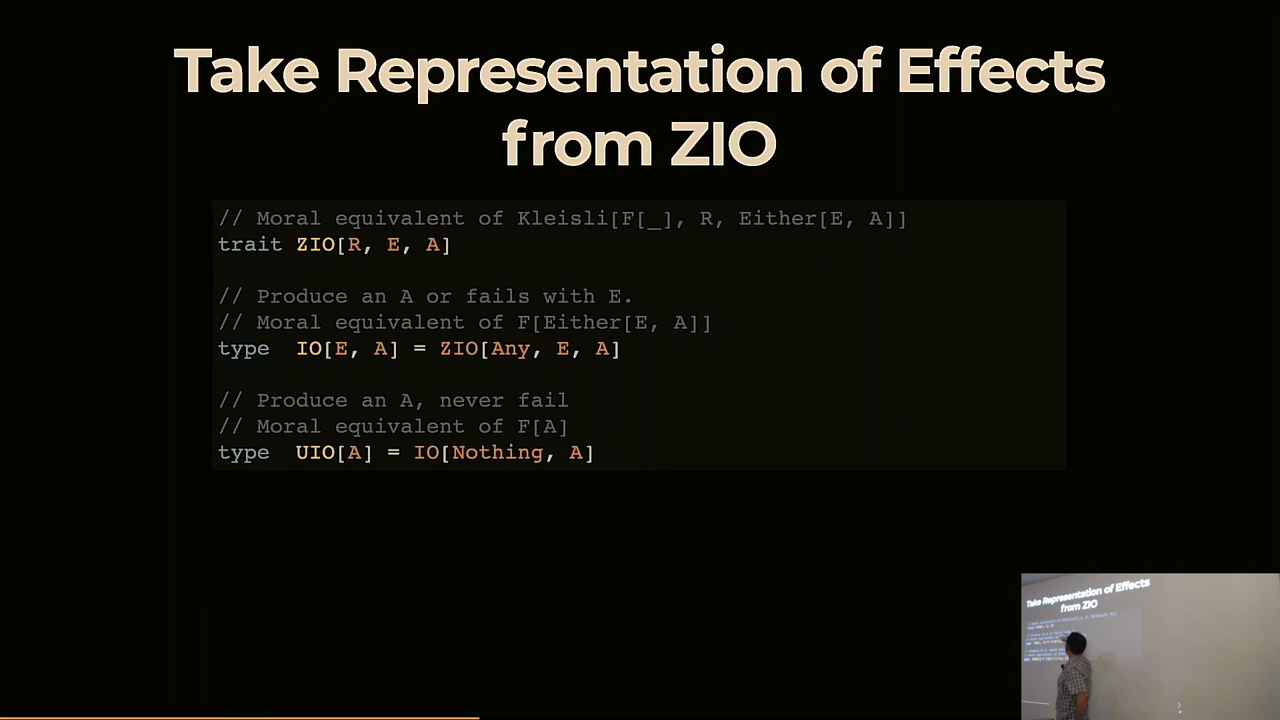 Take Representation of Effects
from ZIO
// Moral equivalent of Kleisli[F[_], R, Either[E, A]]
trait ZIO[R, E, A]
// Produce an A or fails with E.
// Moral equivalent of F[Either[E, A]]
type  IO[E, A] = ZIO[Any, E, A]
// Produce an A, never fail
// Moral equivalent of F[A]
type  UIO[A] = IO[Nothing, A]
Take Representation of Effects
from ZIO